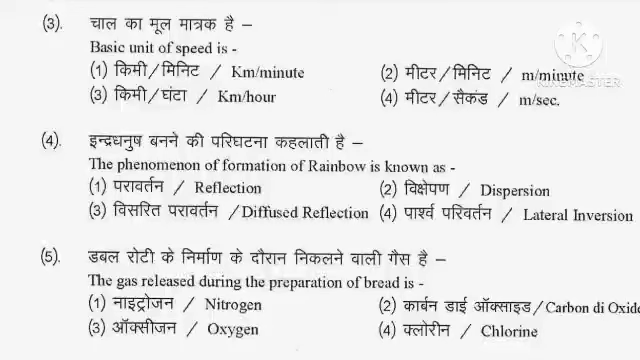 (3). चाल का मूल मात्रक है –
Basic unit of speed is -
(1) किमी/मिनिट / Km/minute (2) मीटर/मिनिट / m/minute
(3) किमी/घंटा / Km/hour (4) मीटर/सैकंड / m/sec.
(4). इन्द्रधनुष बनने की परिघटना कहलाती है –
The phenomenon of formation of Rainbow is known as -
(1) परावर्तन / Reflection (2) विक्षेपण / Dispersion
(3) विसरित परावर्तन /Diffused Reflection (4) पार्श्व परिवर्तन / Lateral Inversion
(5). डबल रोटी के निर्माण के दौरान निकलने वाली गैस है –
The gas released during the preparation of bread is -
(1) नाइट्रोजन / Nitrogen (2) कार्बन डाई ऑक्साइड/Carbon di Oxide
(3) ऑक्सीजन / Oxygen (4) क्लोरीन / Chlorine
K
KINEMASTER